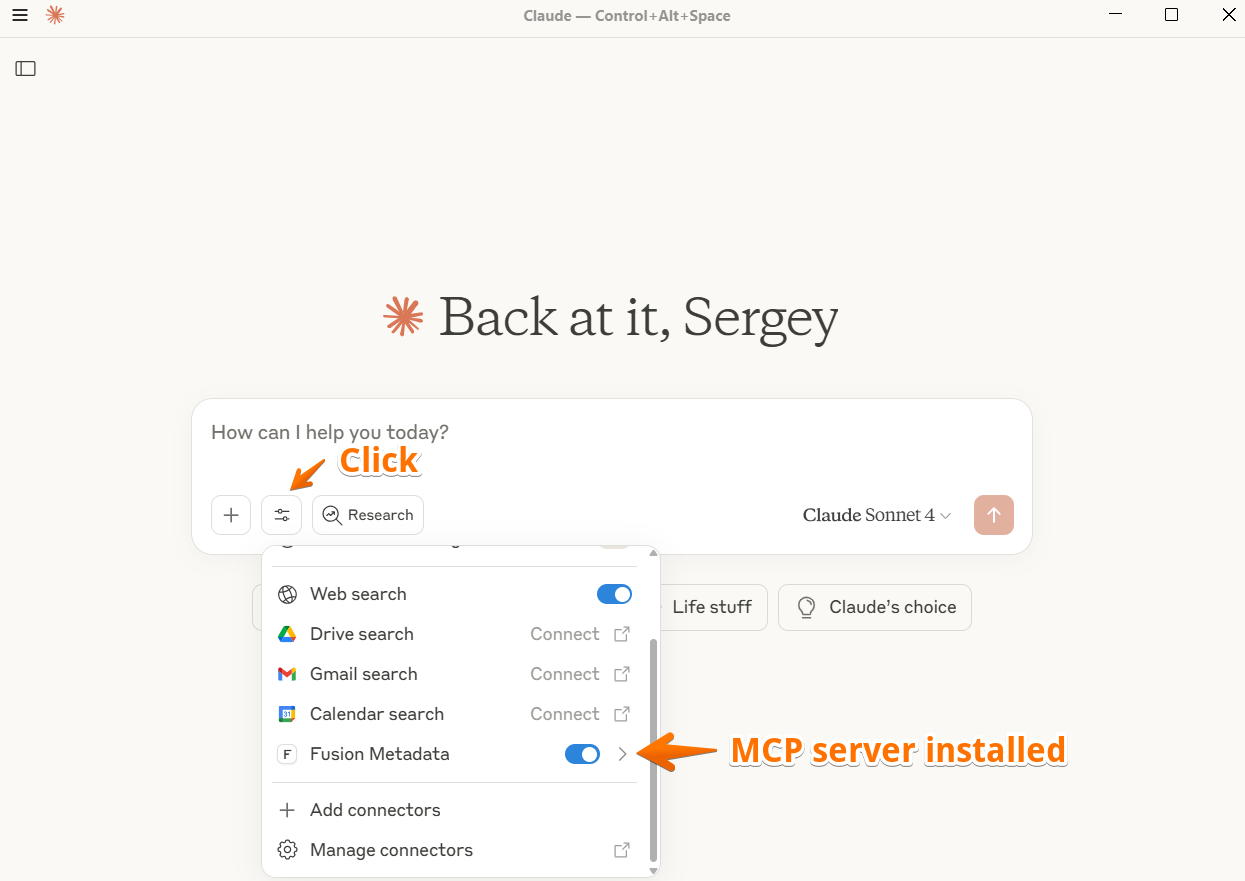 Claude — Control+Alt+Space
Back at it, Sergey
How can I help you today?
Click
Research
Claude Sonnet 4
Web search
Life stuff
Claude's choice
Drive search Connect
Gmail search Connect
31
Calendar search Connect
F
Fusion Metadata
MCP server installed
Add connectors
Manage connectors